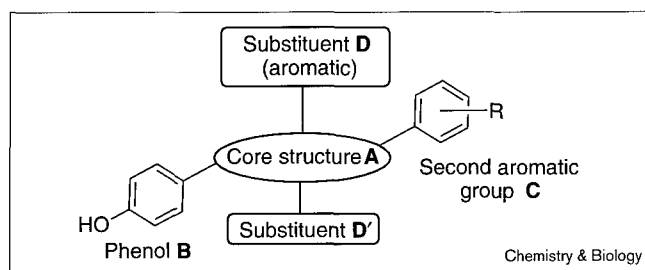 Substituent D
(aromatic)
R
Core structure A
Second aromatic
group C
HO
Phenol B
Substituent D′
Chemistry & Biology